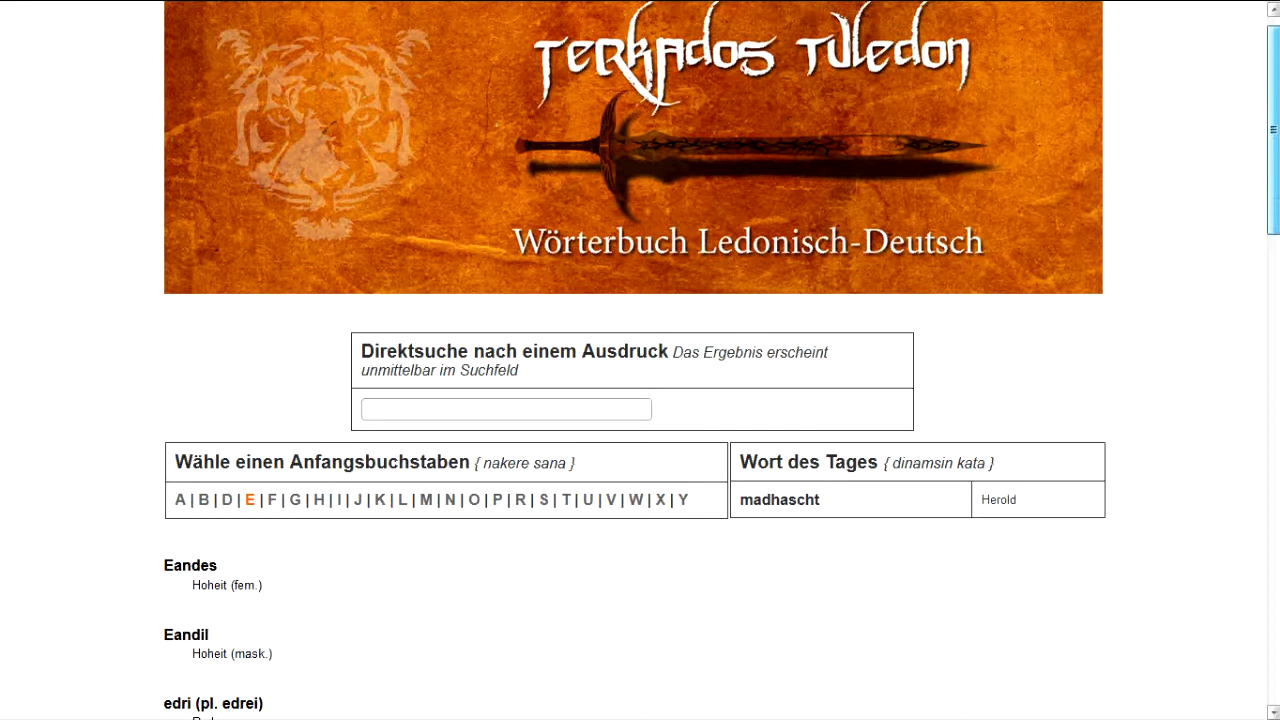 TERKADOS TULEDON
Wörterbuch Ledonisch-Deutsch
Direktsuche nach einem Ausdruck Das Ergebnis erscheint
unmittelbar im Suchfeld
Wähle einen Anfangsbuchstaben { nakere sana }
A | B | D | E | F | G | H | I | J | K | L | M | N | O | P | R | S | T | U | V | W | X | Y
Wort des Tages { dinamsin kata }
madhascht Herold
Eandes
Hoheit (fem.)
Eandil
Hoheit (mask.)
edri (pl. edrei)